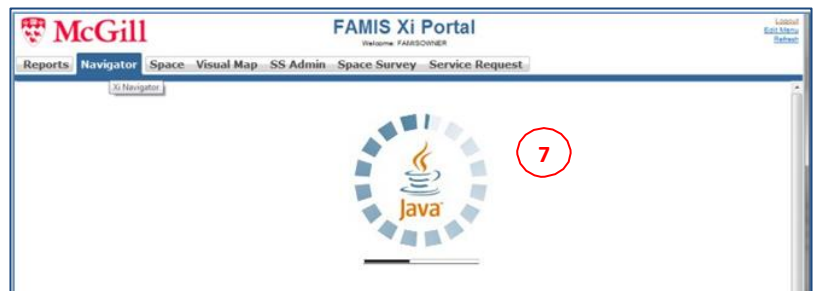 McGill
FAMIS Xi Portal
Welcome: FAMISOWNER
Logout
Edit Menu
Refresh
Reports Navigator Space Visual Map SS Admin Space Survey Service Request
Xi Navigator
7
Java